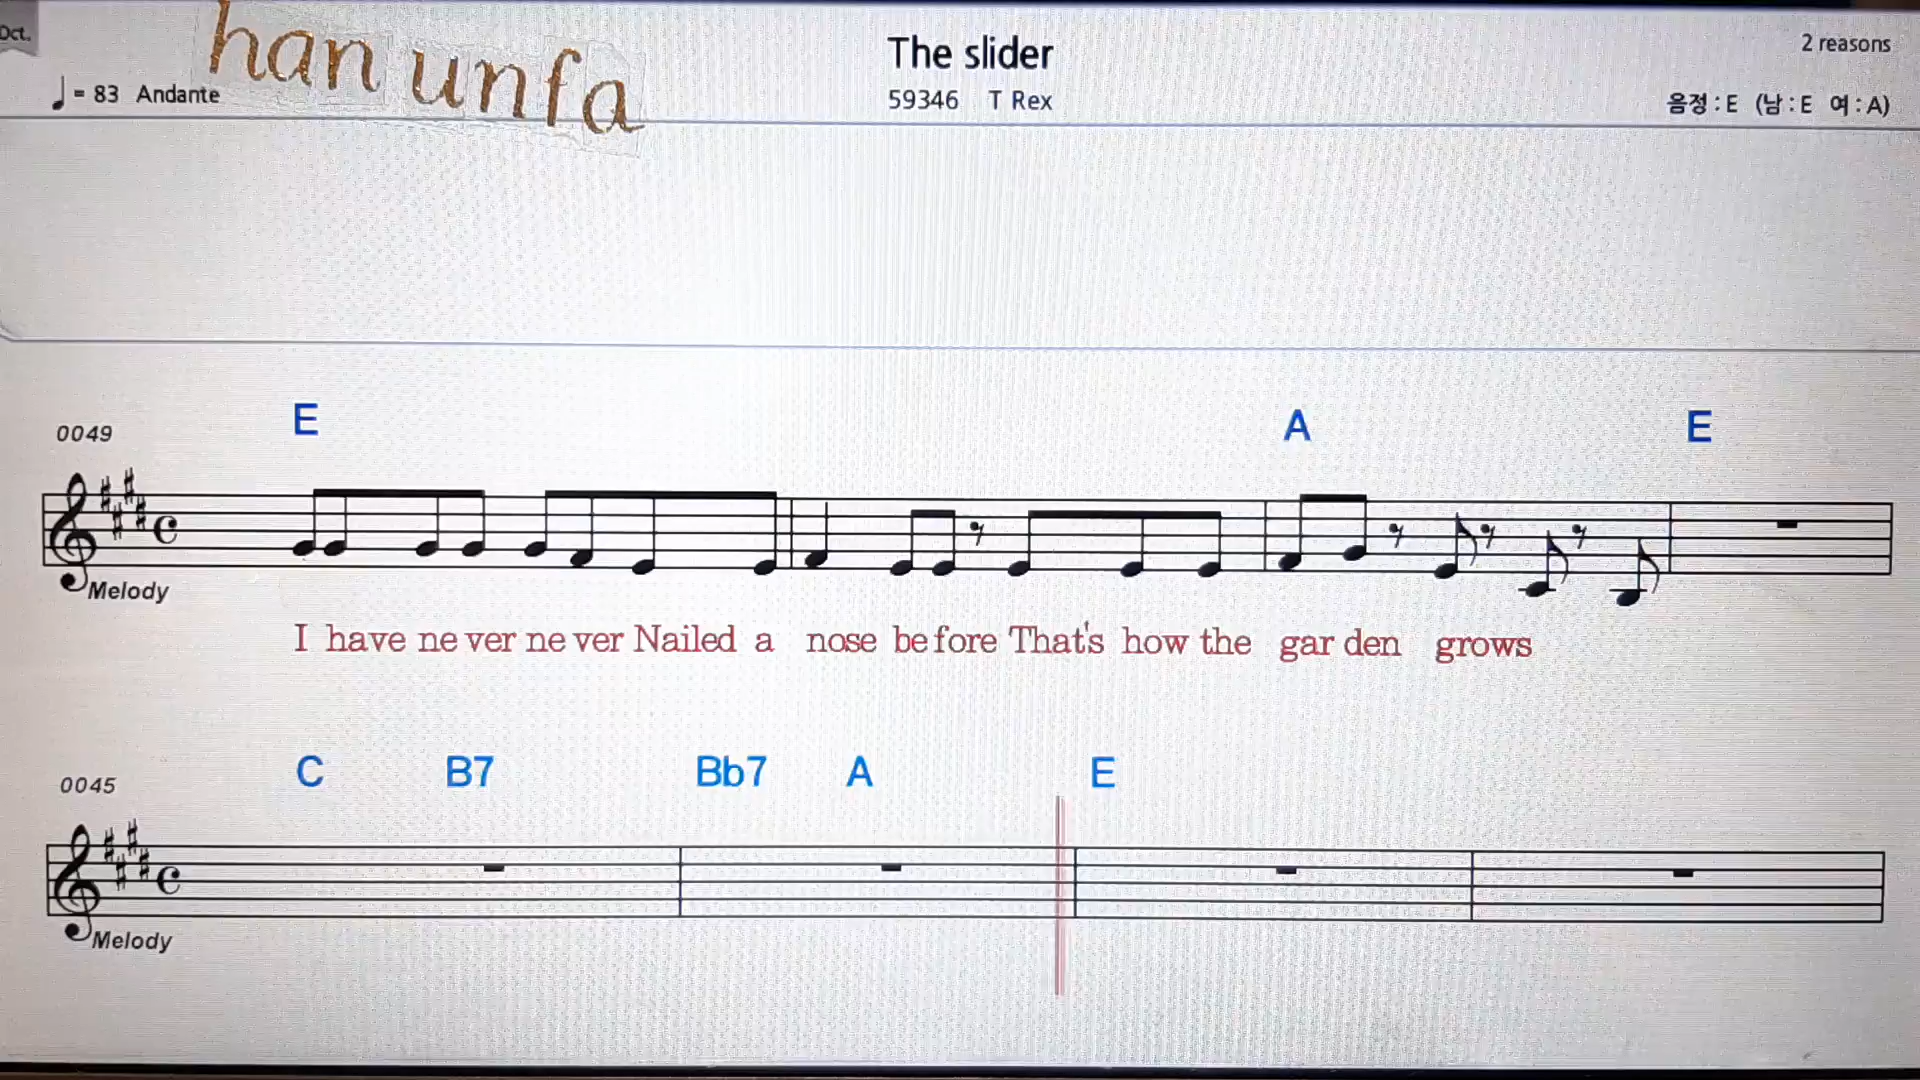 Oct.
han unfa
The slider
2 reasons
♩ = 83 Andante
59346 T Rex
음정 : E (남 : E 여 : A)
E A E
0049
Melody
I have ne ver ne ver Nailed a nose be fore That's how the gar den grows
C B7 Bb7 A E
0045
Melody